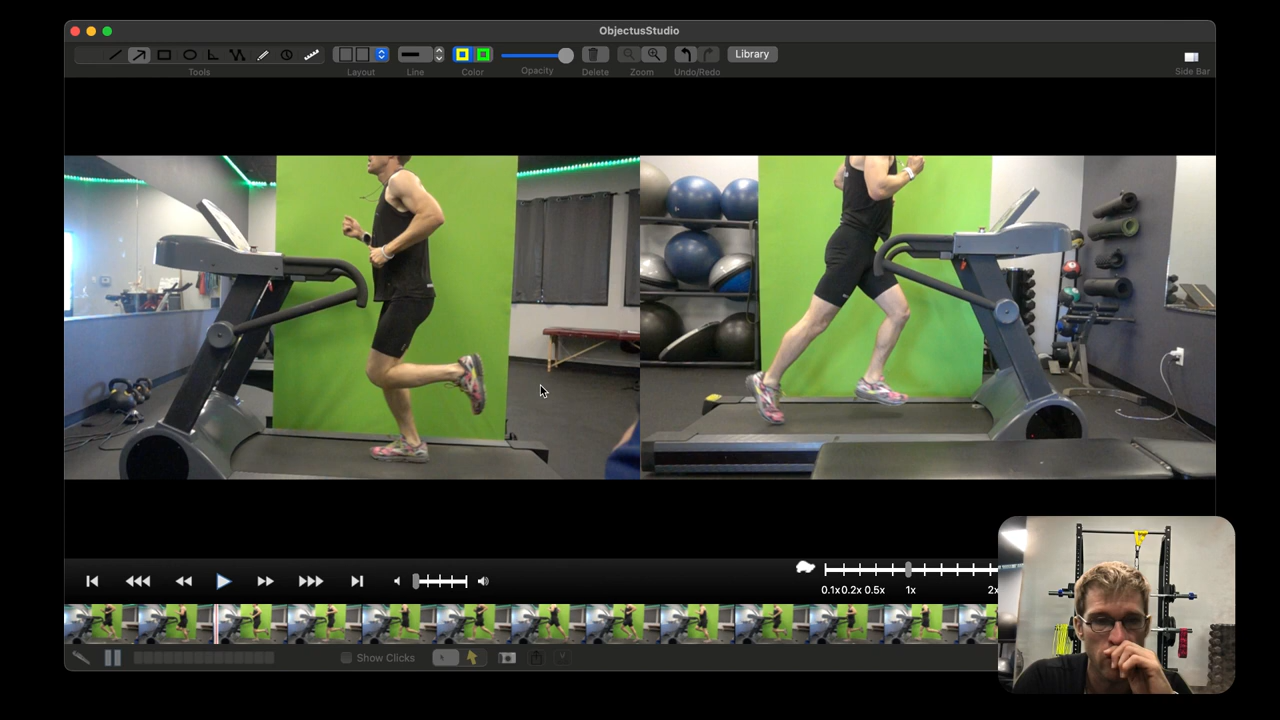 ObjectusStudio
Library
Tools
Layout
Line
Color
Opacity
Delete
Zoom
Undo/Redo
Side Bar
0.1x 0.2x 0.5x 1x 2x
Show Clicks